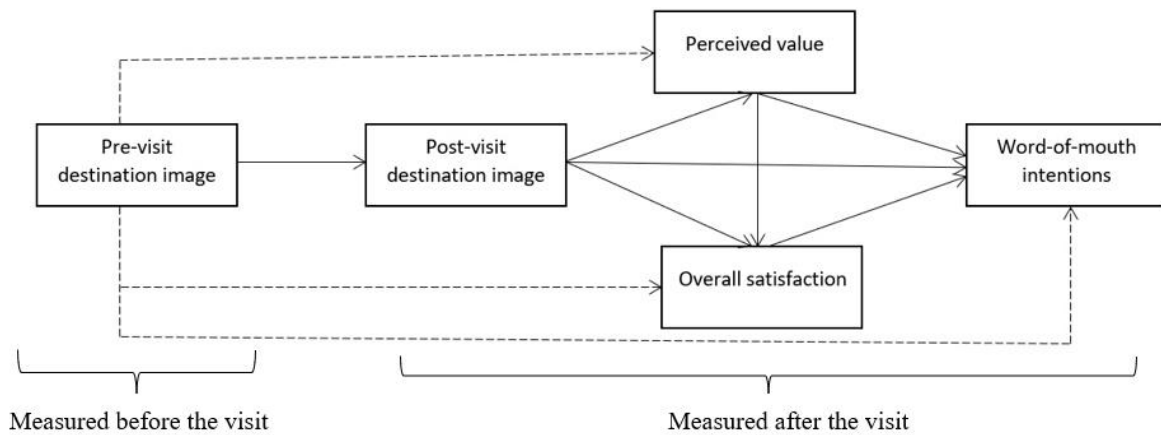 Perceived value
Pre-visit
destination image
Post-visit
destination image
Word-of-mouth
intentions
Overall satisfaction
Measured before the visit
Measured after the visit